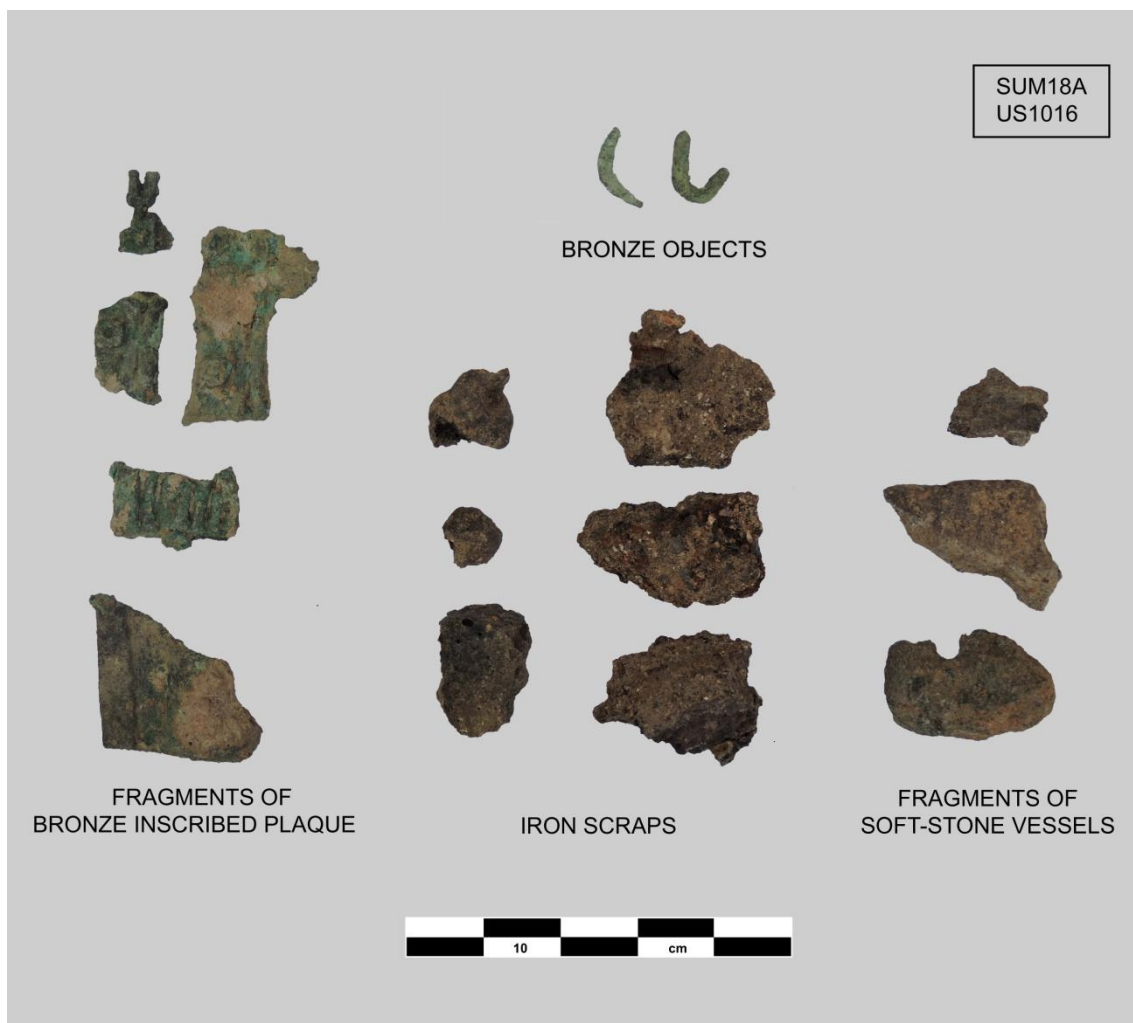 SUM18A
US1016
BRONZE OBJECTS
FRAGMENTS OF
BRONZE INSCRIBED PLAQUE
IRON SCRAPS
FRAGMENTS OF
SOFT-STONE VESSELS
10 cm